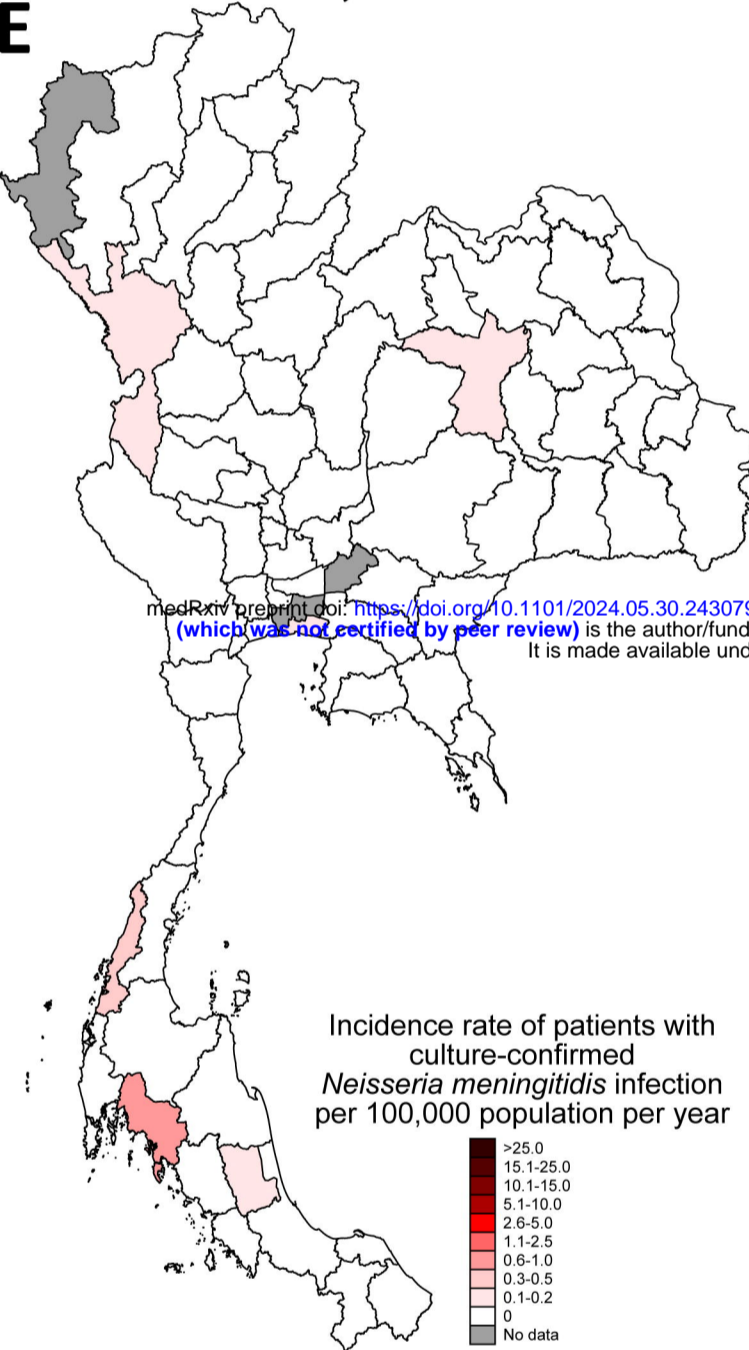 E
medRxiv preprint doi: https://doi.org/10.1101/2024.05.30.243079
(which was not certified by peer review) is the author/fund
It is made available und
Incidence rate of patients with
culture-confirmed
Neisseria meningitidis infection
per 100,000 population per year
>25.0
15.1-25.0
10.1-15.0
5.1-10.0
2.6-5.0
1.1-2.5
0.6-1.0
0.3-0.5
0.1-0.2
0
No data